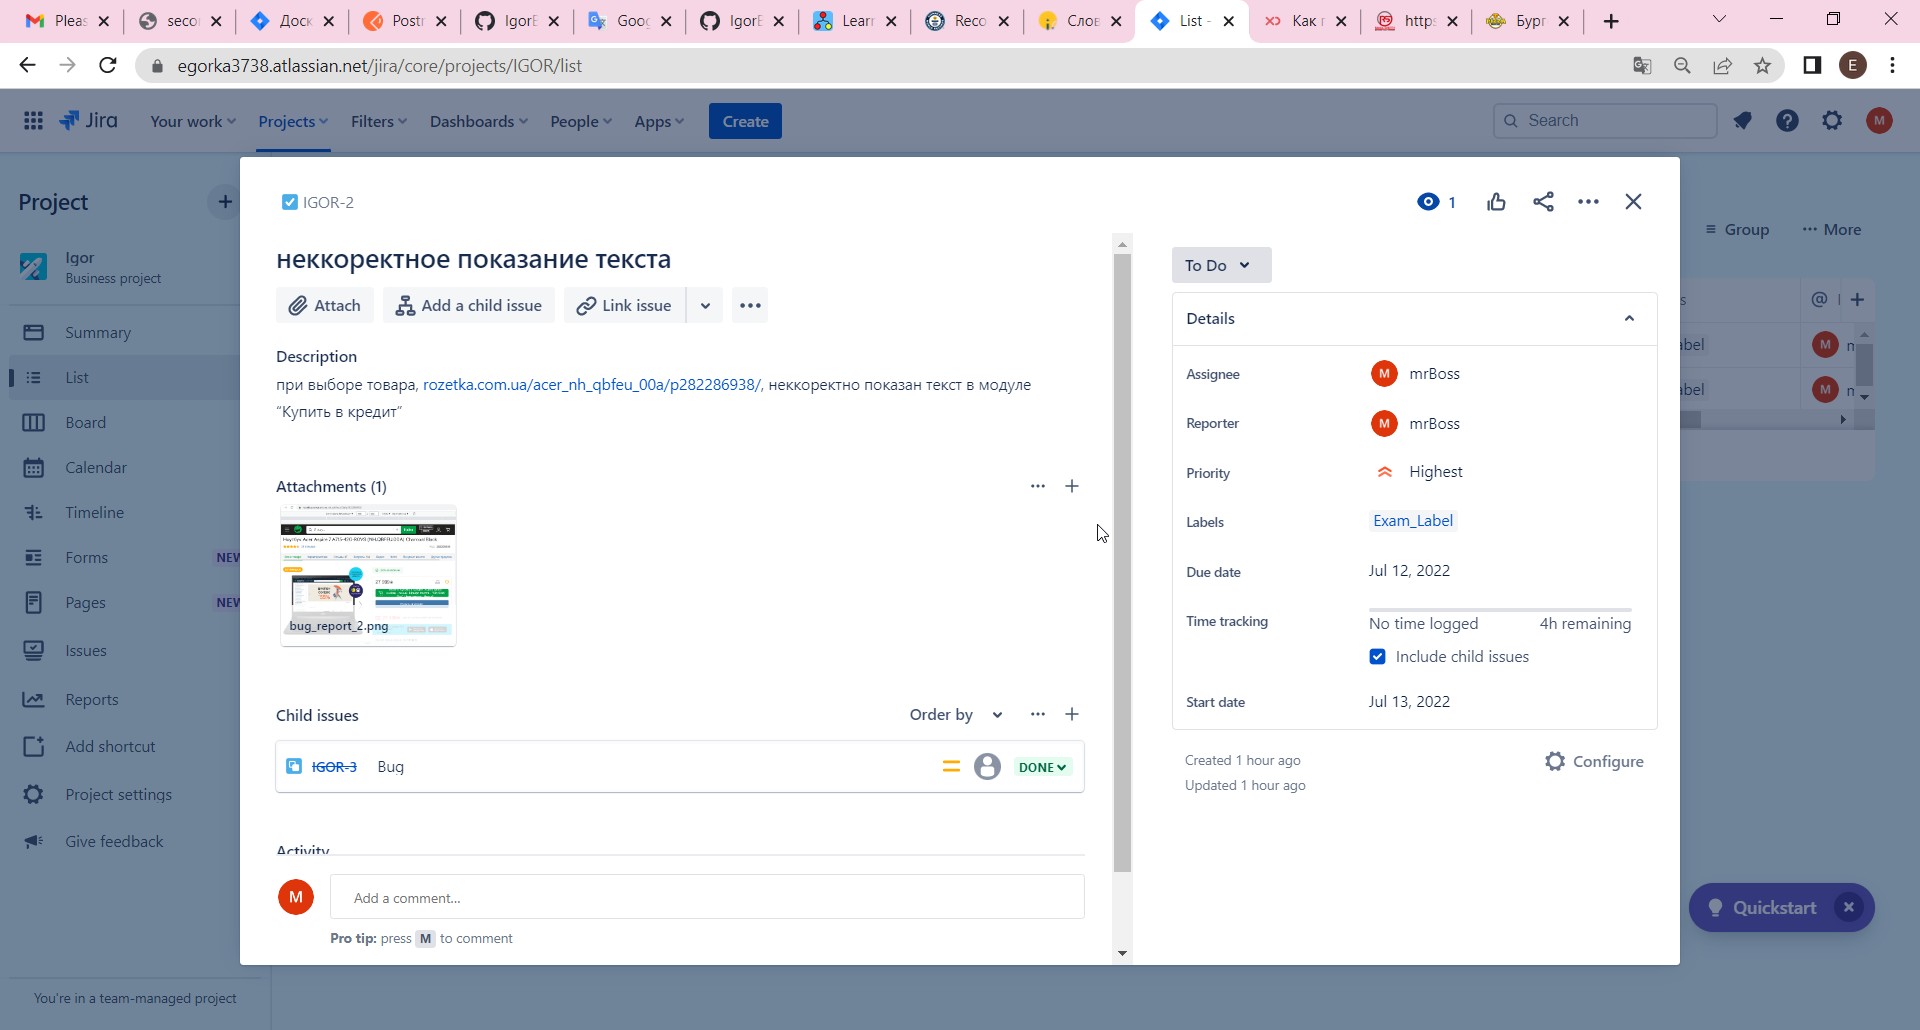 Pleas
seco
Доск
Postr
IgorE
Goog
IgorE
Learr
Reco
Слов
List -
Как г
http:
Бург
egorka3738.atlassian.net/jira/core/projects/IGOR/list
E
Jira
Your work
Projects
Filters
Dashboards
People
Apps
Create
Search
M
Project
Igor
Business project
Summary
List
Board
Calendar
Timeline
Forms
NEW
Pages
NEW
Issues
Reports
Add shortcut
Project settings
Give feedback
You're in a team-managed project
Group
More
abel
M
abel
M
IGOR-2
1
неккоректное показание текста
Attach
Add a child issue
Link issue
Description
при выборе товара, rozetka.com.ua/acer_nh_qbfeu_00a/p282286938/, неккоректно показан текст в модуле
“Купить в кредит”
Attachments (1)
bug_report_2.png
Child issues
Order by
IGOR-3
Bug
DONE
Activity
M
Add a comment...
Pro tip: press M to comment
To Do
Details
Assignee
M
mrBoss
Reporter
M
mrBoss
Priority
Highest
Labels
Exam_Label
Due date
Jul 12, 2022
Time tracking
No time logged
4h remaining
Include child issues
Start date
Jul 13, 2022
Created 1 hour ago
Updated 1 hour ago
Configure
Quickstart